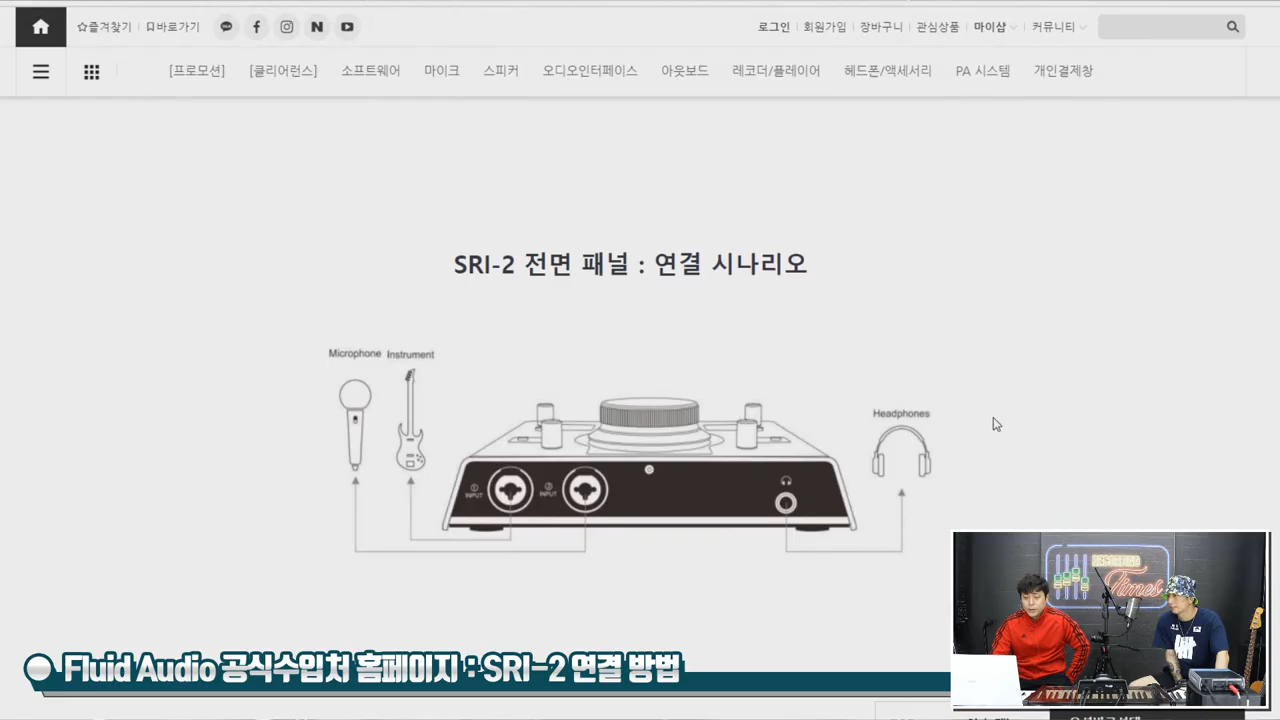 즐겨찾기 바로가기 로그인 회원가입 장바구니 관심상품 마이샵 커뮤니티
[프로모션] [클리어런스] 소프트웨어 마이크 스피커 오디오인터페이스 아웃보드 레코더/플레이어 헤드폰/액세서리 PA 시스템 개인결제창
SRI-2 전면 패널 : 연결 시나리오
Microphone Instrument
Headphones
① INPUT ② INPUT
RECORDING
Times
Fluid Audio 공식수입처 홈페이지 : SRI-2 연결 방법